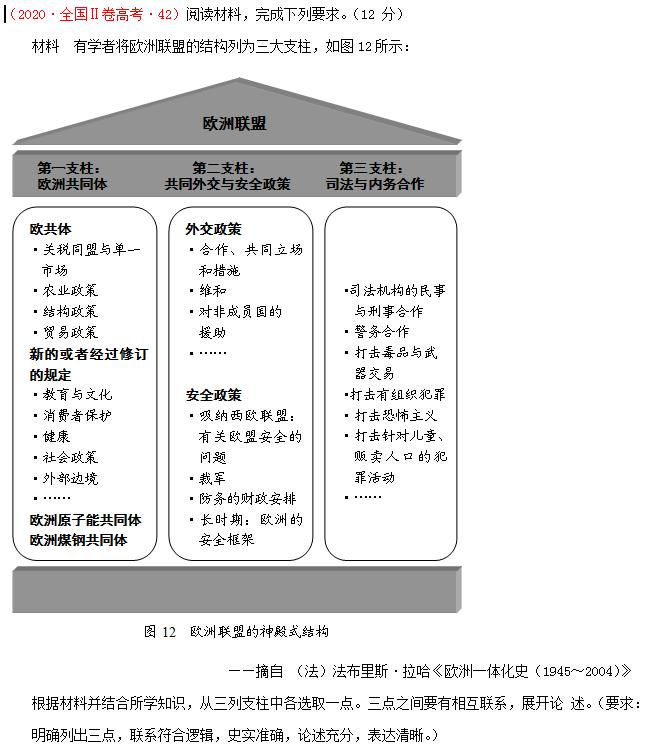 (2020·全国Ⅱ卷高考·42)阅读材料，完成下列要求。(12 分)
材料 有学者将欧洲联盟的结构列为三大支柱，如图12所示：
欧洲联盟
第一支柱：
欧洲共同体
第二支柱：
共同外交与安全政策
第三支柱：
司法与内务合作
欧共体
·关税同盟与单一
市场
·农业政策
·结构政策
·贸易政策
新的或者经过修订
的规定
·教育与文化
·消费者保护
·健康
·社会政策
·外部边境
·……
欧洲原子能共同体
欧洲煤钢共同体
外交政策
·合作、共同立场
和措施
·维和
·对非成员国的
援助
·……
安全政策
·吸纳西欧联盟：
有关欧盟安全的
问题
·裁军
·防务的财政安排
·长时期：欧洲的
安全框架
·司法机构的民事
与刑事合作
·警务合作
·打击毒品与武
器交易
·打击有组织犯罪
·打击恐怖主义
·打击针对儿童、
贩卖人口的犯
罪活动
·……
图 12 欧洲联盟的神殿式结构
——摘自 （法）法布里斯·拉哈《欧洲一体化史（1945～2004）》
根据材料并结合所学知识，从三列支柱中各选取一点。三点之间要有相互联系，展开论 述。（要求：
明确列出三点，联系符合逻辑，史实准确，论述充分，表达清晰。）